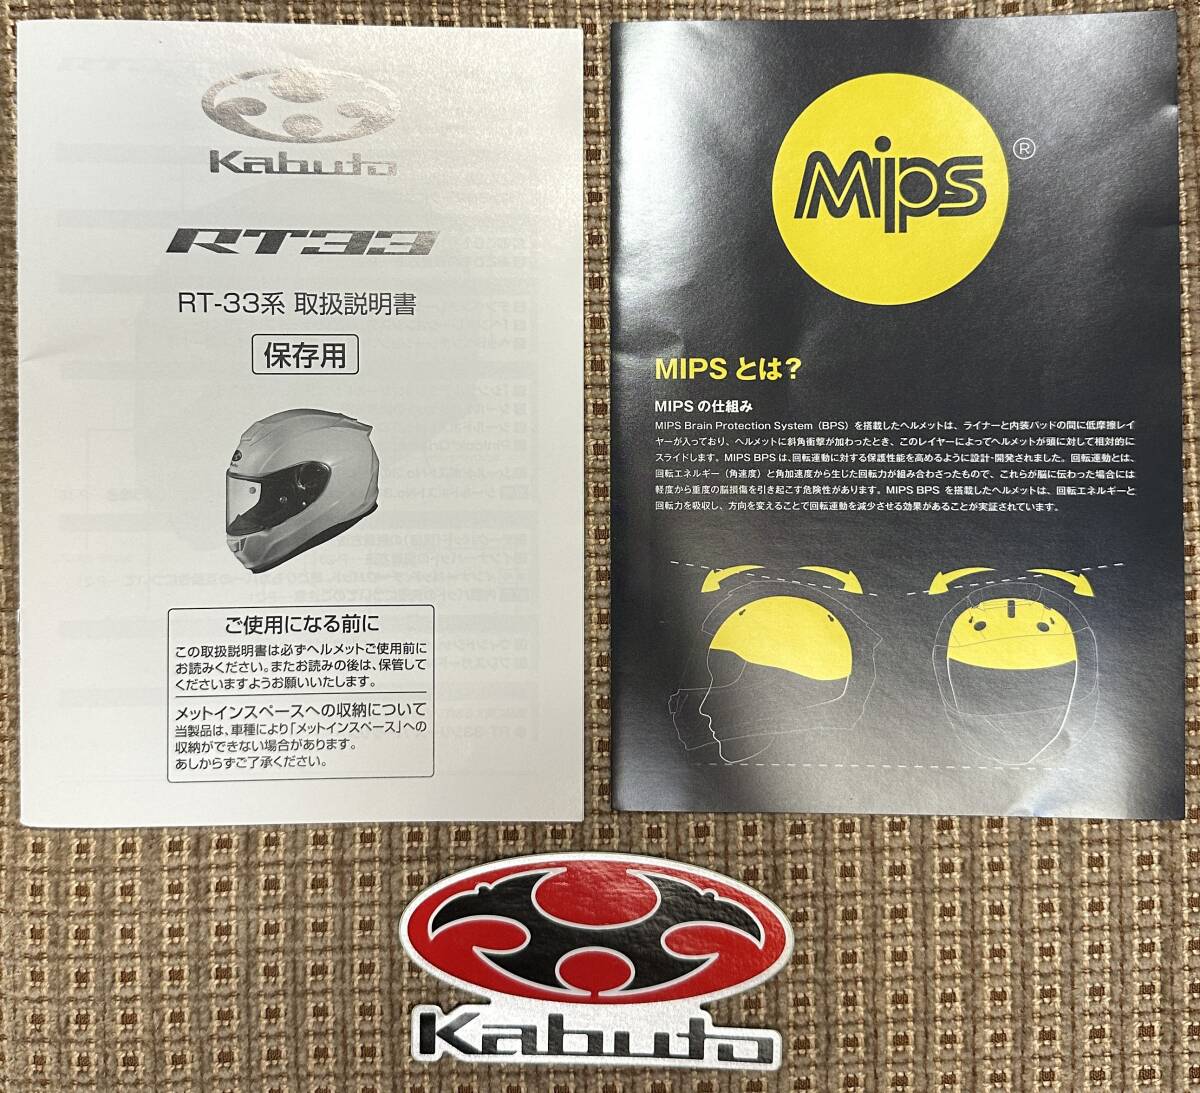 Kabuto
RT33
RT-33系 取扱説明書
保存用
ご使用になる前に
この取扱説明書は必ずヘルメットご使用前に
お読みください。またお読みの後は、保管して
くださいますようお願いいたします。
メットインスペースへの収納について
当製品は、車種により「メットインスペース」への
収納ができない場合があります。
あしからずご了承ください。
Mips®
MIPS とは?
MIPS の仕組み
MIPS Brain Protection System（BPS）を搭載したヘルメットは、ライナーと内装パッドの間に低摩擦レイ
ヤーが入っており、ヘルメットに斜角衝撃が加わったとき、このレイヤーによってヘルメットが頭に対して相対的に
スライドします。MIPS BPS は、回転運動に対する保護性能を高めるように設計・開発されました。回転運動とは、
回転エネルギー（角速度）と角加速度から生じた回転力が組み合わさったもので、これらが脳に伝わった場合には
軽度から重度の脳損傷を引き起こす危険性があります。MIPS BPS を搭載したヘルメットは、回転エネルギーと
回転力を吸収し、方向を変えることで回転運動を減少させる効果があることが実証されています。
Kabuto